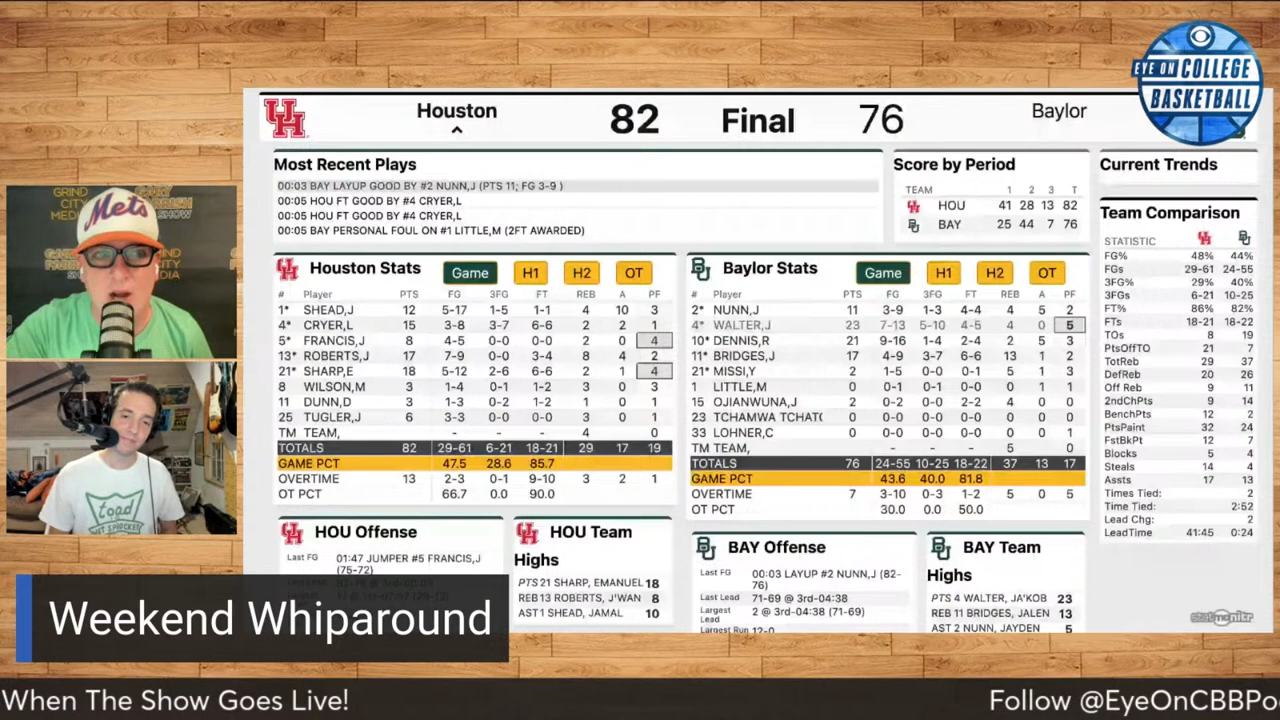 EYE ON COLLEGE
BASKETBALL
Houston 82 Final 76 Baylor
Most Recent Plays
00:03 BAY LAYUP GOOD BY #2 NUNN,J (PTS 11; FG 3-9 )
00:05 HOU FT GOOD BY #4 CRYER,L
00:05 HOU FT GOOD BY #4 CRYER,L
00:05 BAY PERSONAL FOUL ON #1 LITTLE,M (2FT AWARDED)
Score by Period
TEAM 1 2 3 T
HOU 41 28 13 82
BAY 25 44 7 76
Current Trends
Team Comparison
STATISTIC
FG% 48% 44%
FGs 29-61 24-55
3FG% 29% 40%
3FGs 6-21 10-25
FT% 86% 82%
FTs 18-21 18-22
TOs 8 19
PtsOffTO 21 7
TotReb 29 37
DefReb 20 26
Off Reb 9 11
2ndChPts 9 14
BenchPts 12 2
PtsPaint 32 24
FstBkPt 12 7
Blocks 5 4
Steals 14 4
Assts 17 13
Times Tied: 2
Time Tied: 2:52
Lead Chg: 2
LeadTime 41:45 0:24
Houston Stats Game H1 H2 OT
# Player PTS FG 3FG FT REB A PF
1* SHEAD,J 12 5-17 1-5 1-1 4 10 3
4* CRYER,L 15 3-8 3-7 6-6 2 2 1
5* FRANCIS,J 8 4-5 0-0 0-0 2 0 4
13* ROBERTS,J 17 7-9 0-0 3-4 8 4 2
21* SHARP,E 18 5-12 2-6 6-6 2 1 4
8 WILSON,M 3 1-4 0-1 1-2 3 0 3
11 DUNN,D 3 1-3 0-2 1-2 1 0 1
25 TUGLER,J 6 3-3 0-0 0-0 3 0 1
TM TEAM, - - - 4 0
TOTALS 82 29-61 6-21 18-21 29 17 19
GAME PCT 47.5 28.6 85.7
OVERTIME 13 2-3 0-1 9-10 3 2 1
OT PCT 66.7 0.0 90.0
Baylor Stats Game H1 H2 OT
# Player PTS FG 3FG FT REB A PF
2* NUNN,J 11 3-9 1-3 4-4 4 5 2
4* WALTER,J 23 7-13 5-10 4-5 4 0 5
10* DENNIS,R 21 9-16 1-4 2-4 2 5 3
11* BRIDGES,J 17 4-9 3-7 6-6 13 1 2
21* MISSI,Y 2 1-5 0-0 0-1 5 1 3
1 LITTLE,M 0 0-1 0-1 0-0 0 1 1
15 OJIANWUNA,J 2 0-2 0-0 2-2 4 0 0
23 TCHAMWA TCHATC 0 0-0 0-0 0-0 0 0 0
33 LOHNER,C 0 0-0 0-0 0-0 0 0 1
TM TEAM, - - - 5 0
TOTALS 76 24-55 10-25 18-22 37 13 17
GAME PCT 43.6 40.0 81.8
OVERTIME 7 3-10 0-3 1-2 5 0 5
OT PCT 30.0 0.0 50.0
HOU Offense
Last FG 01:47 JUMPER #5 FRANCIS,J
(75-72)
HOU Team
Highs
PTS 21 SHARP, EMANUEL 18
REB 13 ROBERTS, J'WAN 8
AST 1 SHEAD, JAMAL 10
BAY Offense
Last FG 00:03 LAYUP #2 NUNN,J (82-
76)
Last Lead 71-69 @ 3rd-04:38
Largest
Lead 2 @ 3rd-04:38 (71-69)
Largest Run 12-0
BAY Team
Highs
PTS 4 WALTER, JA'KOB 23
REB 11 BRIDGES, JALEN 13
AST 2 NUNN, JAYDEN 5
statmonitr
GRIND
CITY
MEDIA
SHOW
Mets
toad
WET SPROCKET
Weekend Whiparound
When The Show Goes Live!
Follow @EyeOnCBBPo